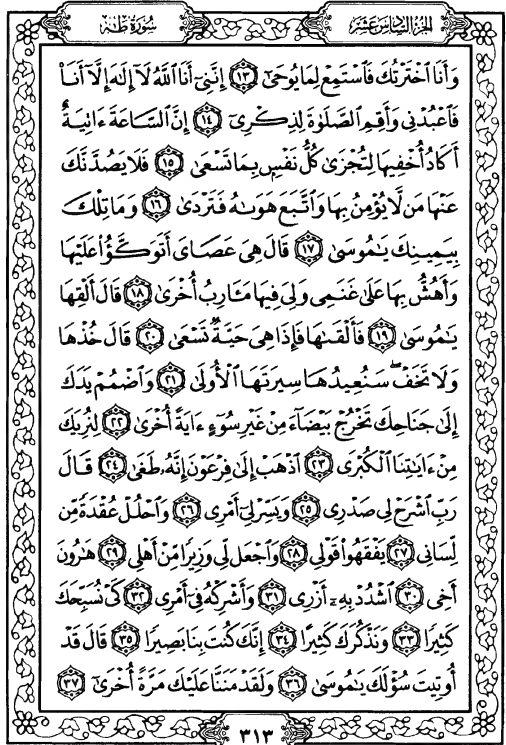 الجزء السادس عشر
سورة طه
وَأَنَا ٱخْتَرْتُكَ فَٱسْتَمِعْ لِمَا يُوحَىٰٓ ١٣ إِنَّنِىٓ أَنَا ٱللَّهُ لَآ إِلَٰهَ إِلَّآ أَنَا۠
فَٱعْبُدْنِى وَأَقِمِ ٱلصَّلَوٰةَ لِذِكْرِىٓ ١٤ إِنَّ ٱلسَّاعَةَ ءَاتِيَةٌ
أَكَادُ أُخْفِيهَا لِتُجْزَىٰ كُلُّ نَفْسٍۭ بِمَا تَسْعَىٰ ١٥ فَلَا يَصُدَّنَّكَ
عَنْهَا مَن لَّا يُؤْمِنُ بِهَا وَٱتَّبَعَ هَوَىٰهُ فَتَرْدَىٰ ١٦ وَمَا تِلْكَ
بِيَمِينِكَ يَٰمُوسَىٰ ١٧ قَالَ هِىَ عَصَاىَ أَتَوَكَّؤُا۟ عَلَيْهَا
وَأَهُشُّ بِهَا عَلَىٰ غَنَمِى وَلِىَ فِيهَا مَـَٔارِبُ أُخْرَىٰ ١٨ قَالَ أَلْقِهَا
يَٰمُوسَىٰ ١٩ فَأَلْقَىٰهَا فَإِذَا هِىَ حَيَّةٌ تَسْعَىٰ ٢٠ قَالَ خُذْهَا
وَلَا تَخَفْ ۖ سَنُعِيدُهَا سِيرَتَهَا ٱلْأُولَىٰ ٢١ وَٱضْمُمْ يَدَكَ
إِلَىٰ جَنَاحِكَ تَخْرُجْ بَيْضَآءَ مِنْ غَيْرِ سُوٓءٍ ءَايَةً أُخْرَىٰ ٢٢ لِنُرِيَكَ
مِنْ ءَايَٰتِنَا ٱلْكُبْرَى ٢٣ ٱذْهَبْ إِلَىٰ فِرْعَوْنَ إِنَّهُۥ طَغَىٰ ٢٤ قَالَ
رَبِّ ٱشْرَحْ لِى صَدْرِى ٢٥ وَيَسِّرْ لِىٓ أَمْرِى ٢٦ وَٱحْلُلْ عُقْدَةً مِّن
لِّسَانِى ٢٧ يَفْقَهُوا۟ قَوْلِى ٢٨ وَٱجْعَل لِّى وَزِيرًا مِّنْ أَهْلِى ٢٩ هَٰرُونَ
أَخِى ٣٠ ٱشْدُدْ بِهِۦٓ أَزْرِى ٣١ وَأَشْرِكْهُ فِىٓ أَمْرِى ٣٢ كَىْ نُسَبِّحَكَ
كَثِيرًا ٣٣ وَنَذْكُرَكَ كَثِيرًا ٣٤ إِنَّكَ كُنتَ بِنَا بَصِيرًا ٣٥ قَالَ قَدْ
أُوتِيتَ سُؤْلَكَ يَٰمُوسَىٰ ٣٦ وَلَقَدْ مَنَنَّا عَلَيْكَ مَرَّةً أُخْرَىٰٓ ٣٧
٣١٣